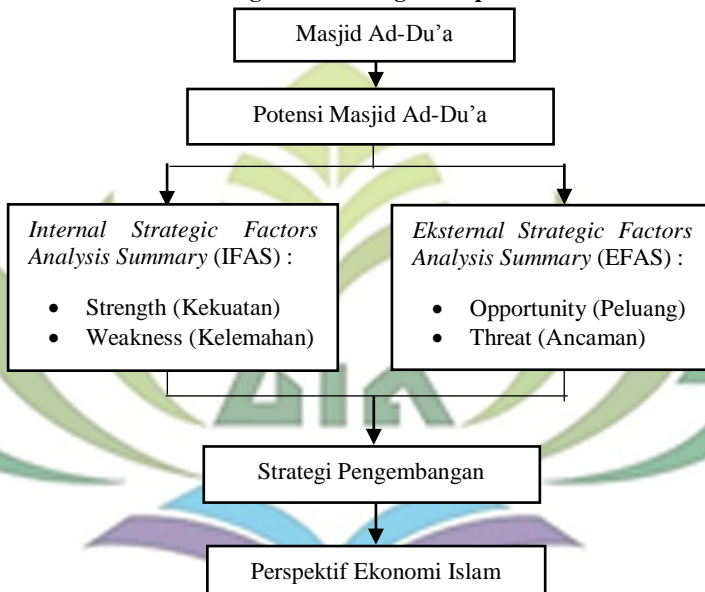 Masjid Ad-Du’a
Potensi Masjid Ad-Du’a
Internal Strategic Factors
Analysis Summary (IFAS) :
• Strength (Kekuatan)
• Weakness (Kelemahan)
Eksternal Strategic Factors
Analysis Summary (EFAS) :
• Opportunity (Peluang)
• Threat (Ancaman)
Strategi Pengembangan
Perspektif Ekonomi Islam